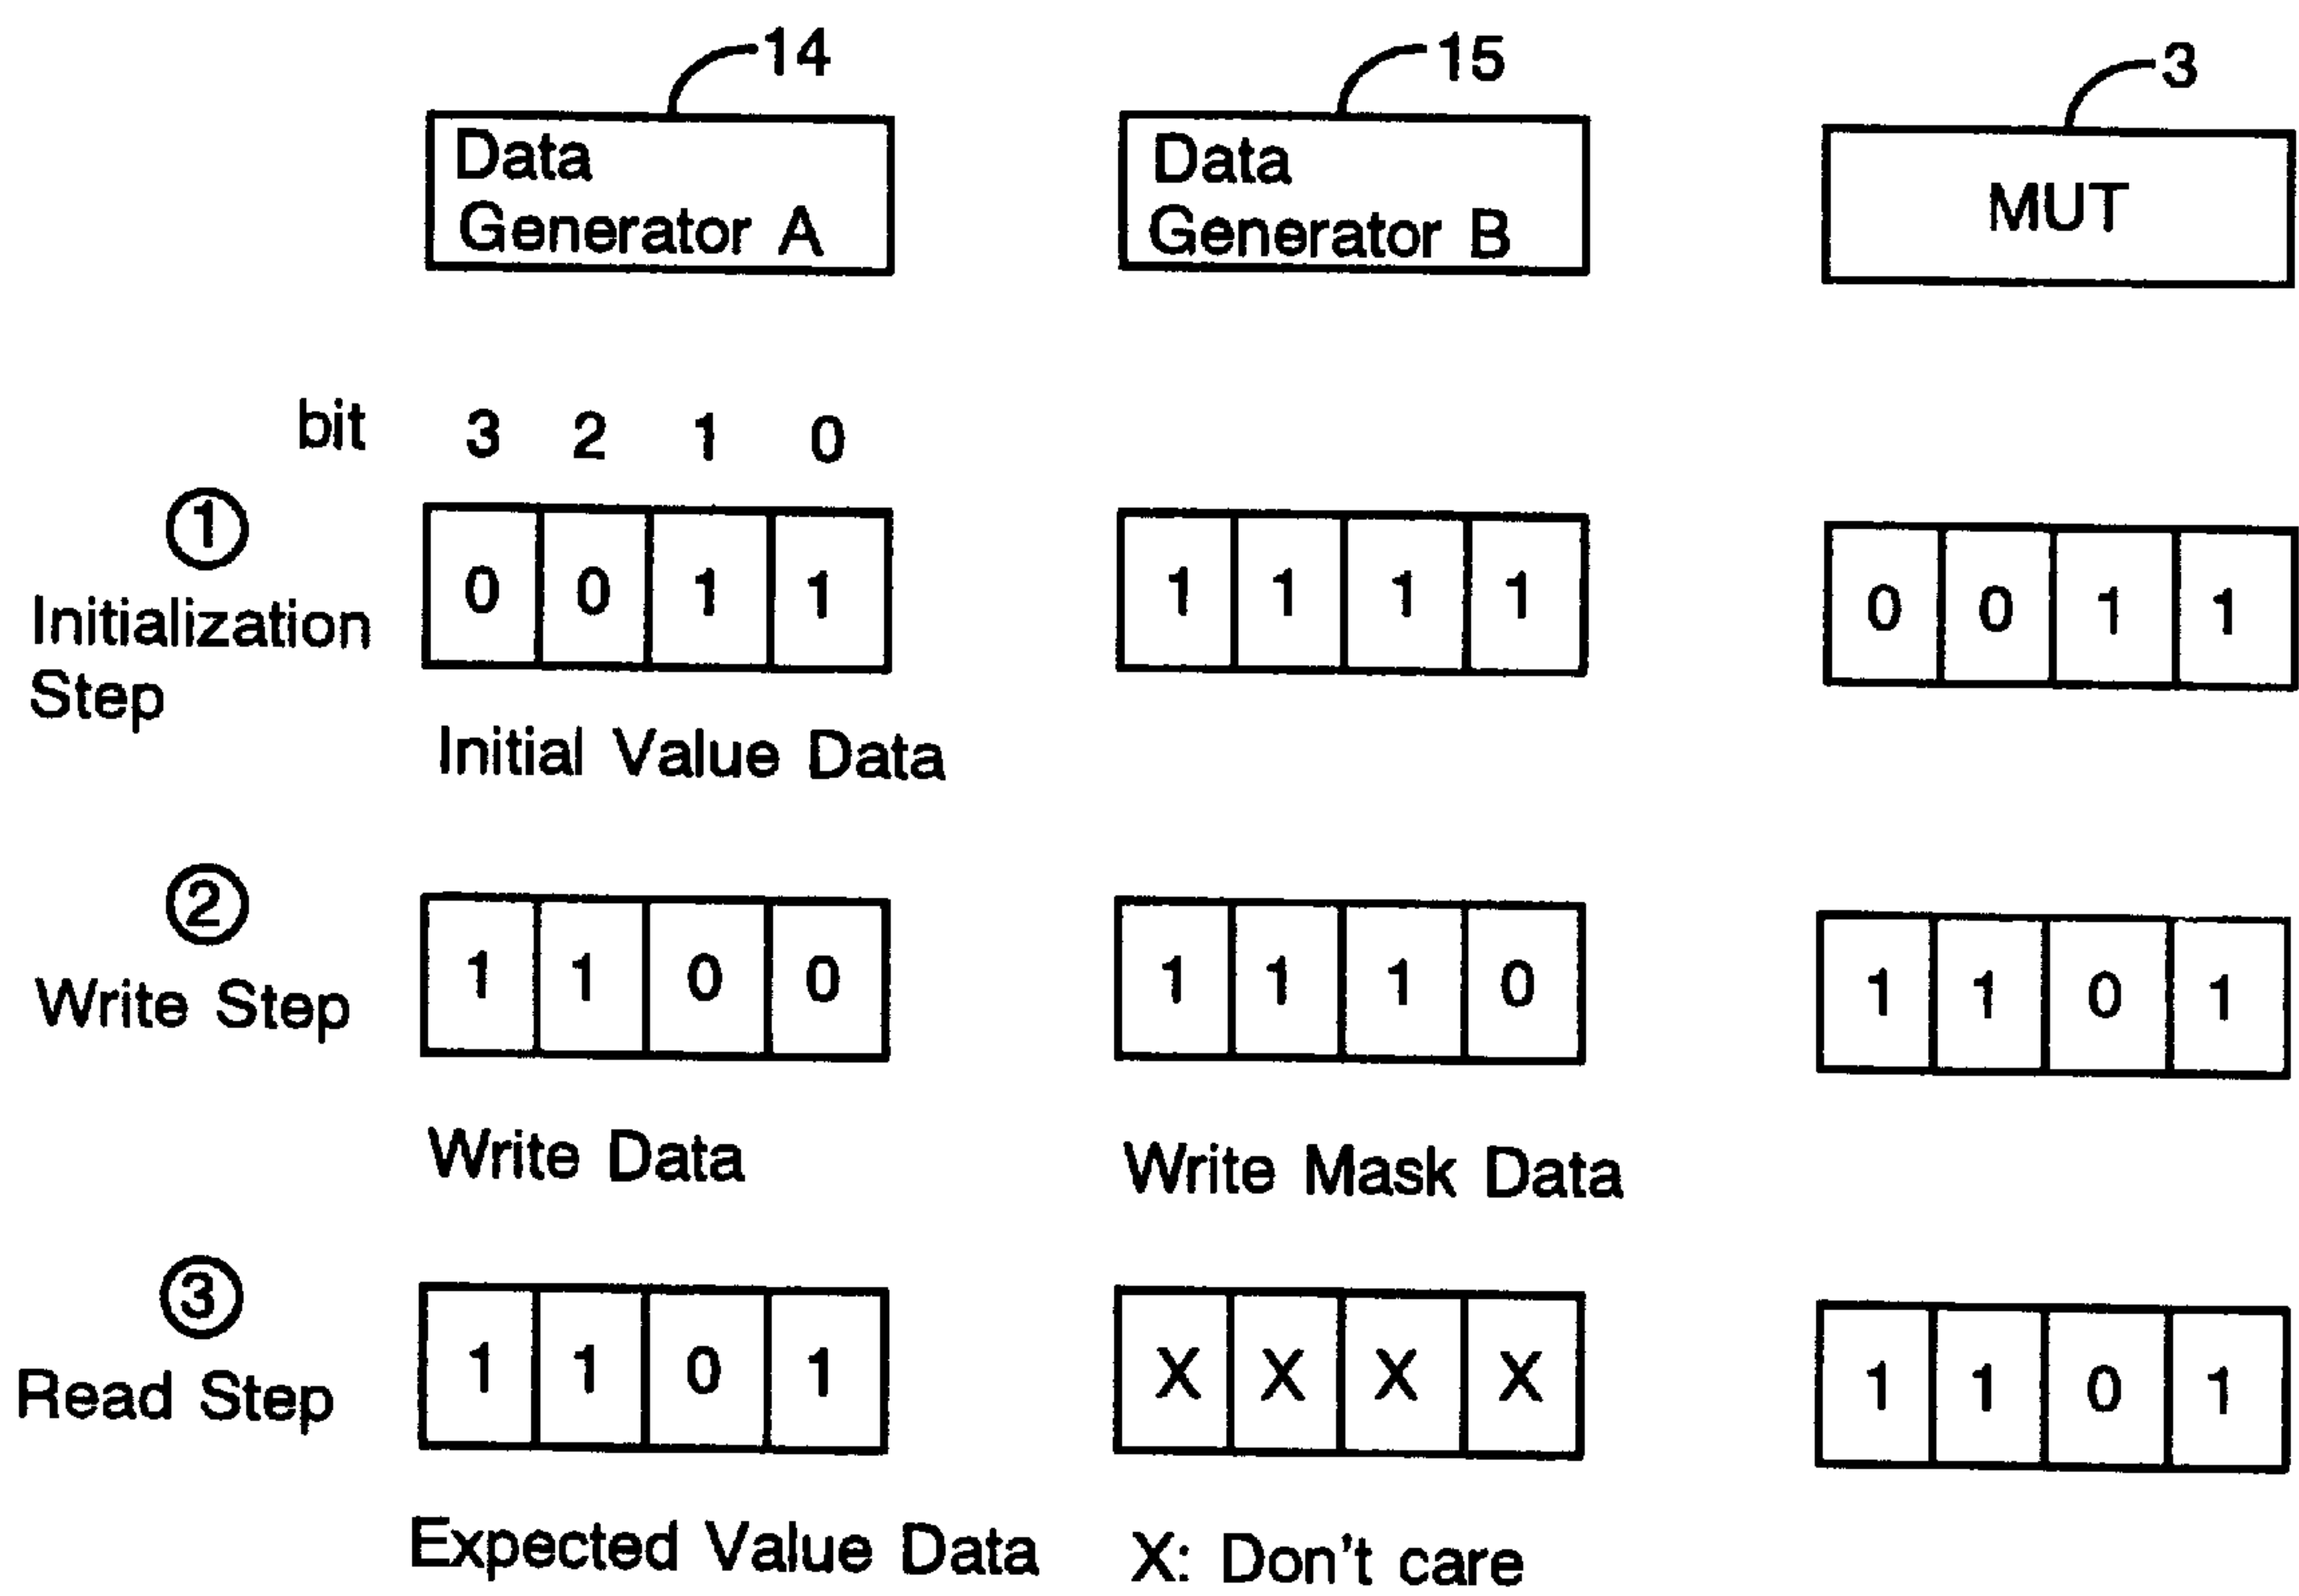 14
15
3
Data
Generator A
Data
Generator B
MUT
bit 3 2 1 0
①
Initialization
Step
0 0 1 1
1 1 1 1
0 0 1 1
Initial Value Data
②
Write Step
1 1 0 0
1 1 1 0
1 1 0 1
Write Data
Write Mask Data
③
Read Step
1 1 0 1
X X X X
1 1 0 1
Expected Value Data
X: Don't care